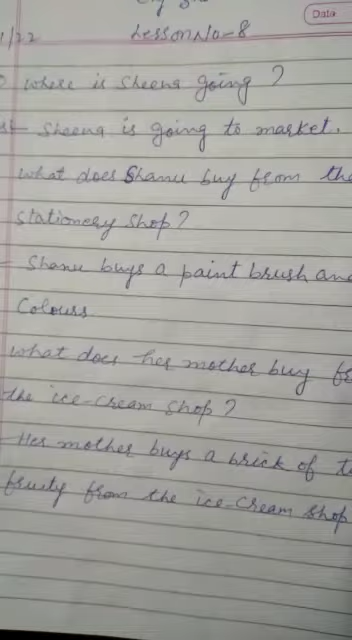 Data
1/22 Lesson No-8
where is Sheena going?
Sheena is going to market.
what does Shanu buy from the
stationery shop?
Shanu buys a paint brush and
Colours
what does her mother buy
the ice-cream shop?
Her mother buys a brick of
fruity from the ice-cream shop